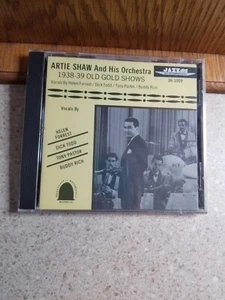 ARTIE SHAW And His Orchestra
1938-39 OLD GOLD SHOWS
Vocals By Helen Forrest / Dick Todd / Tony Pastor / Buddy Rich
JAZZ
Vocals By
HELEN
FORREST
DICK TODD
TONY PASTOR
BUDDY RICH